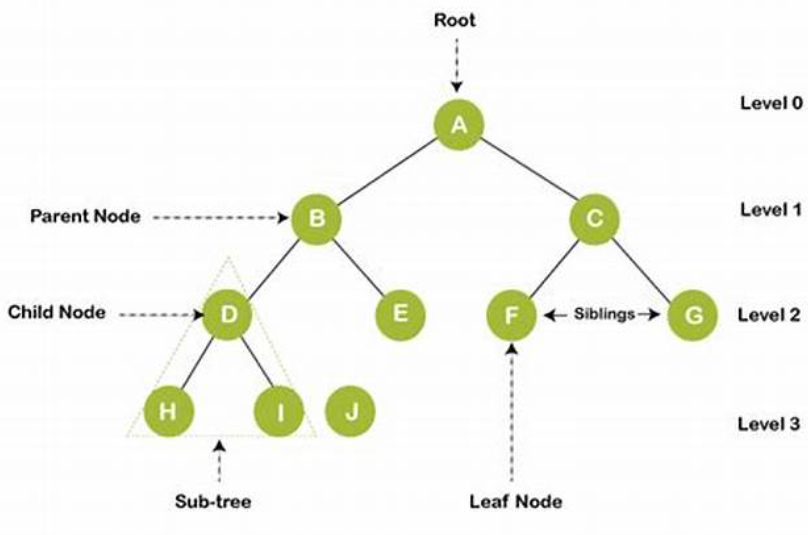 Root
Level 0
A
Parent Node
B
C
Level 1
Child Node
D
E
F
Siblings
G
Level 2
H
I
J
Level 3
Sub-tree
Leaf Node